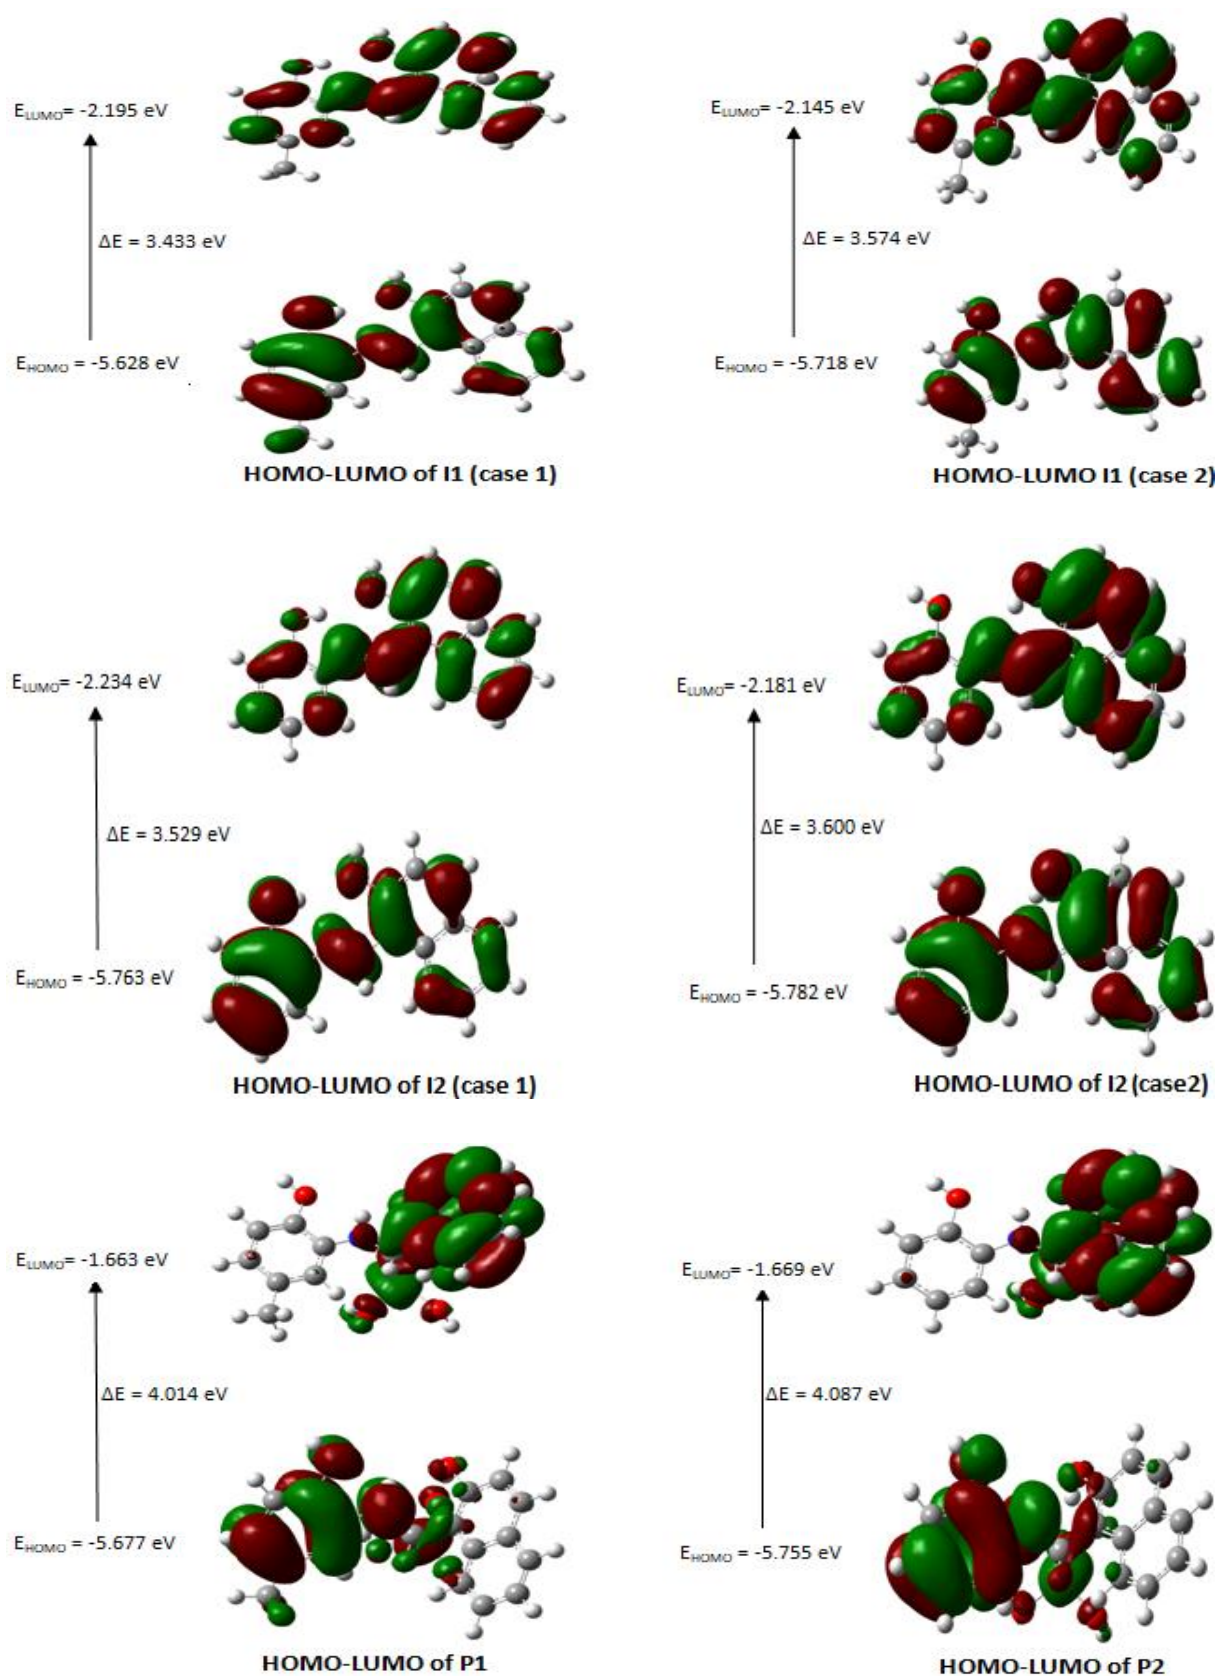 E_LUMO= -2.195 eV
ΔE = 3.433 eV
E_HOMO = -5.628 eV
HOMO-LUMO of I1 (case 1)
E_LUMO= -2.145 eV
ΔE = 3.574 eV
E_HOMO = -5.718 eV
HOMO-LUMO I1 (case 2)
E_LUMO= -2.234 eV
ΔE = 3.529 eV
E_HOMO = -5.763 eV
HOMO-LUMO of I2 (case 1)
E_LUMO= -2.181 eV
ΔE = 3.600 eV
E_HOMO = -5.782 eV
HOMO-LUMO of I2 (case2)
E_LUMO= -1.663 eV
ΔE = 4.014 eV
E_HOMO = -5.677 eV
HOMO-LUMO of P1
E_LUMO= -1.669 eV
ΔE = 4.087 eV
E_HOMO = -5.755 eV
HOMO-LUMO of P2